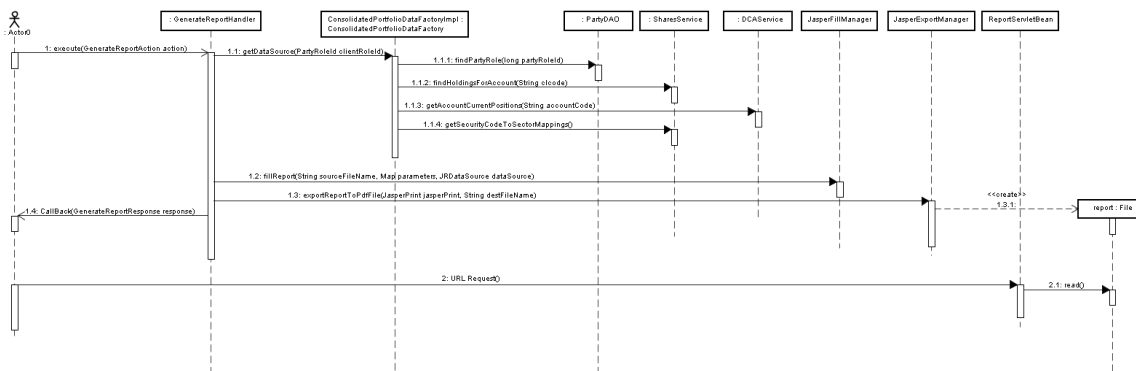 : Actor0
: GenerateReportHandler
ConsolidatedPortfolioDataFactoryImpl :
ConsolidatedPortfolioDataFactory
: PartyDAO
: SharesService
: DCAService
JasperFillManager
JasperExportManager
ReportServletBean
1: execute(GenerateReportAction action)
1.1: getDataSource(PartyRoleId clientRoleId)
1.1.1: findPartyRole(long partyRoleId)
1.1.2: findHoldingsForAccount(String clcode)
1.1.3: getAccountCurrentPositions(String accountCode)
1.1.4: getSecurityCodeToSectorMappings()
1.2: fillReport(String sourceFileName, Map parameters, JRDataSource dataSource)
1.3: exportReportToPdfFile(JasperPrint jasperPrint, String destFileName)
<<create>>
1.3.1:
report : File
1.4: CallBack(GenerateReportResponse response)
2: URL Request()
2.1: read()